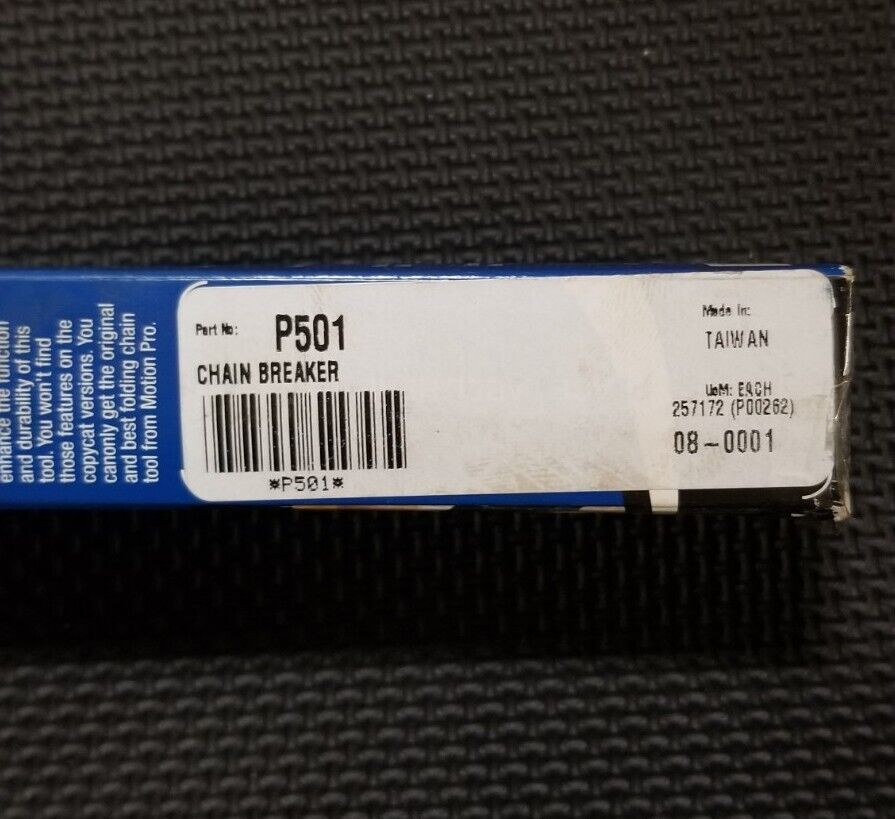 enhance the function
and durability of this
tool. You won't find
those features on the
copycat versions. You
canonly get the original
and best folding chain
tool from Motion Pro.
Part No: P501
CHAIN BREAKER
*P501*
Made In:
TAIWAN
UoM: EACH
257172 (P00262)
08-0001